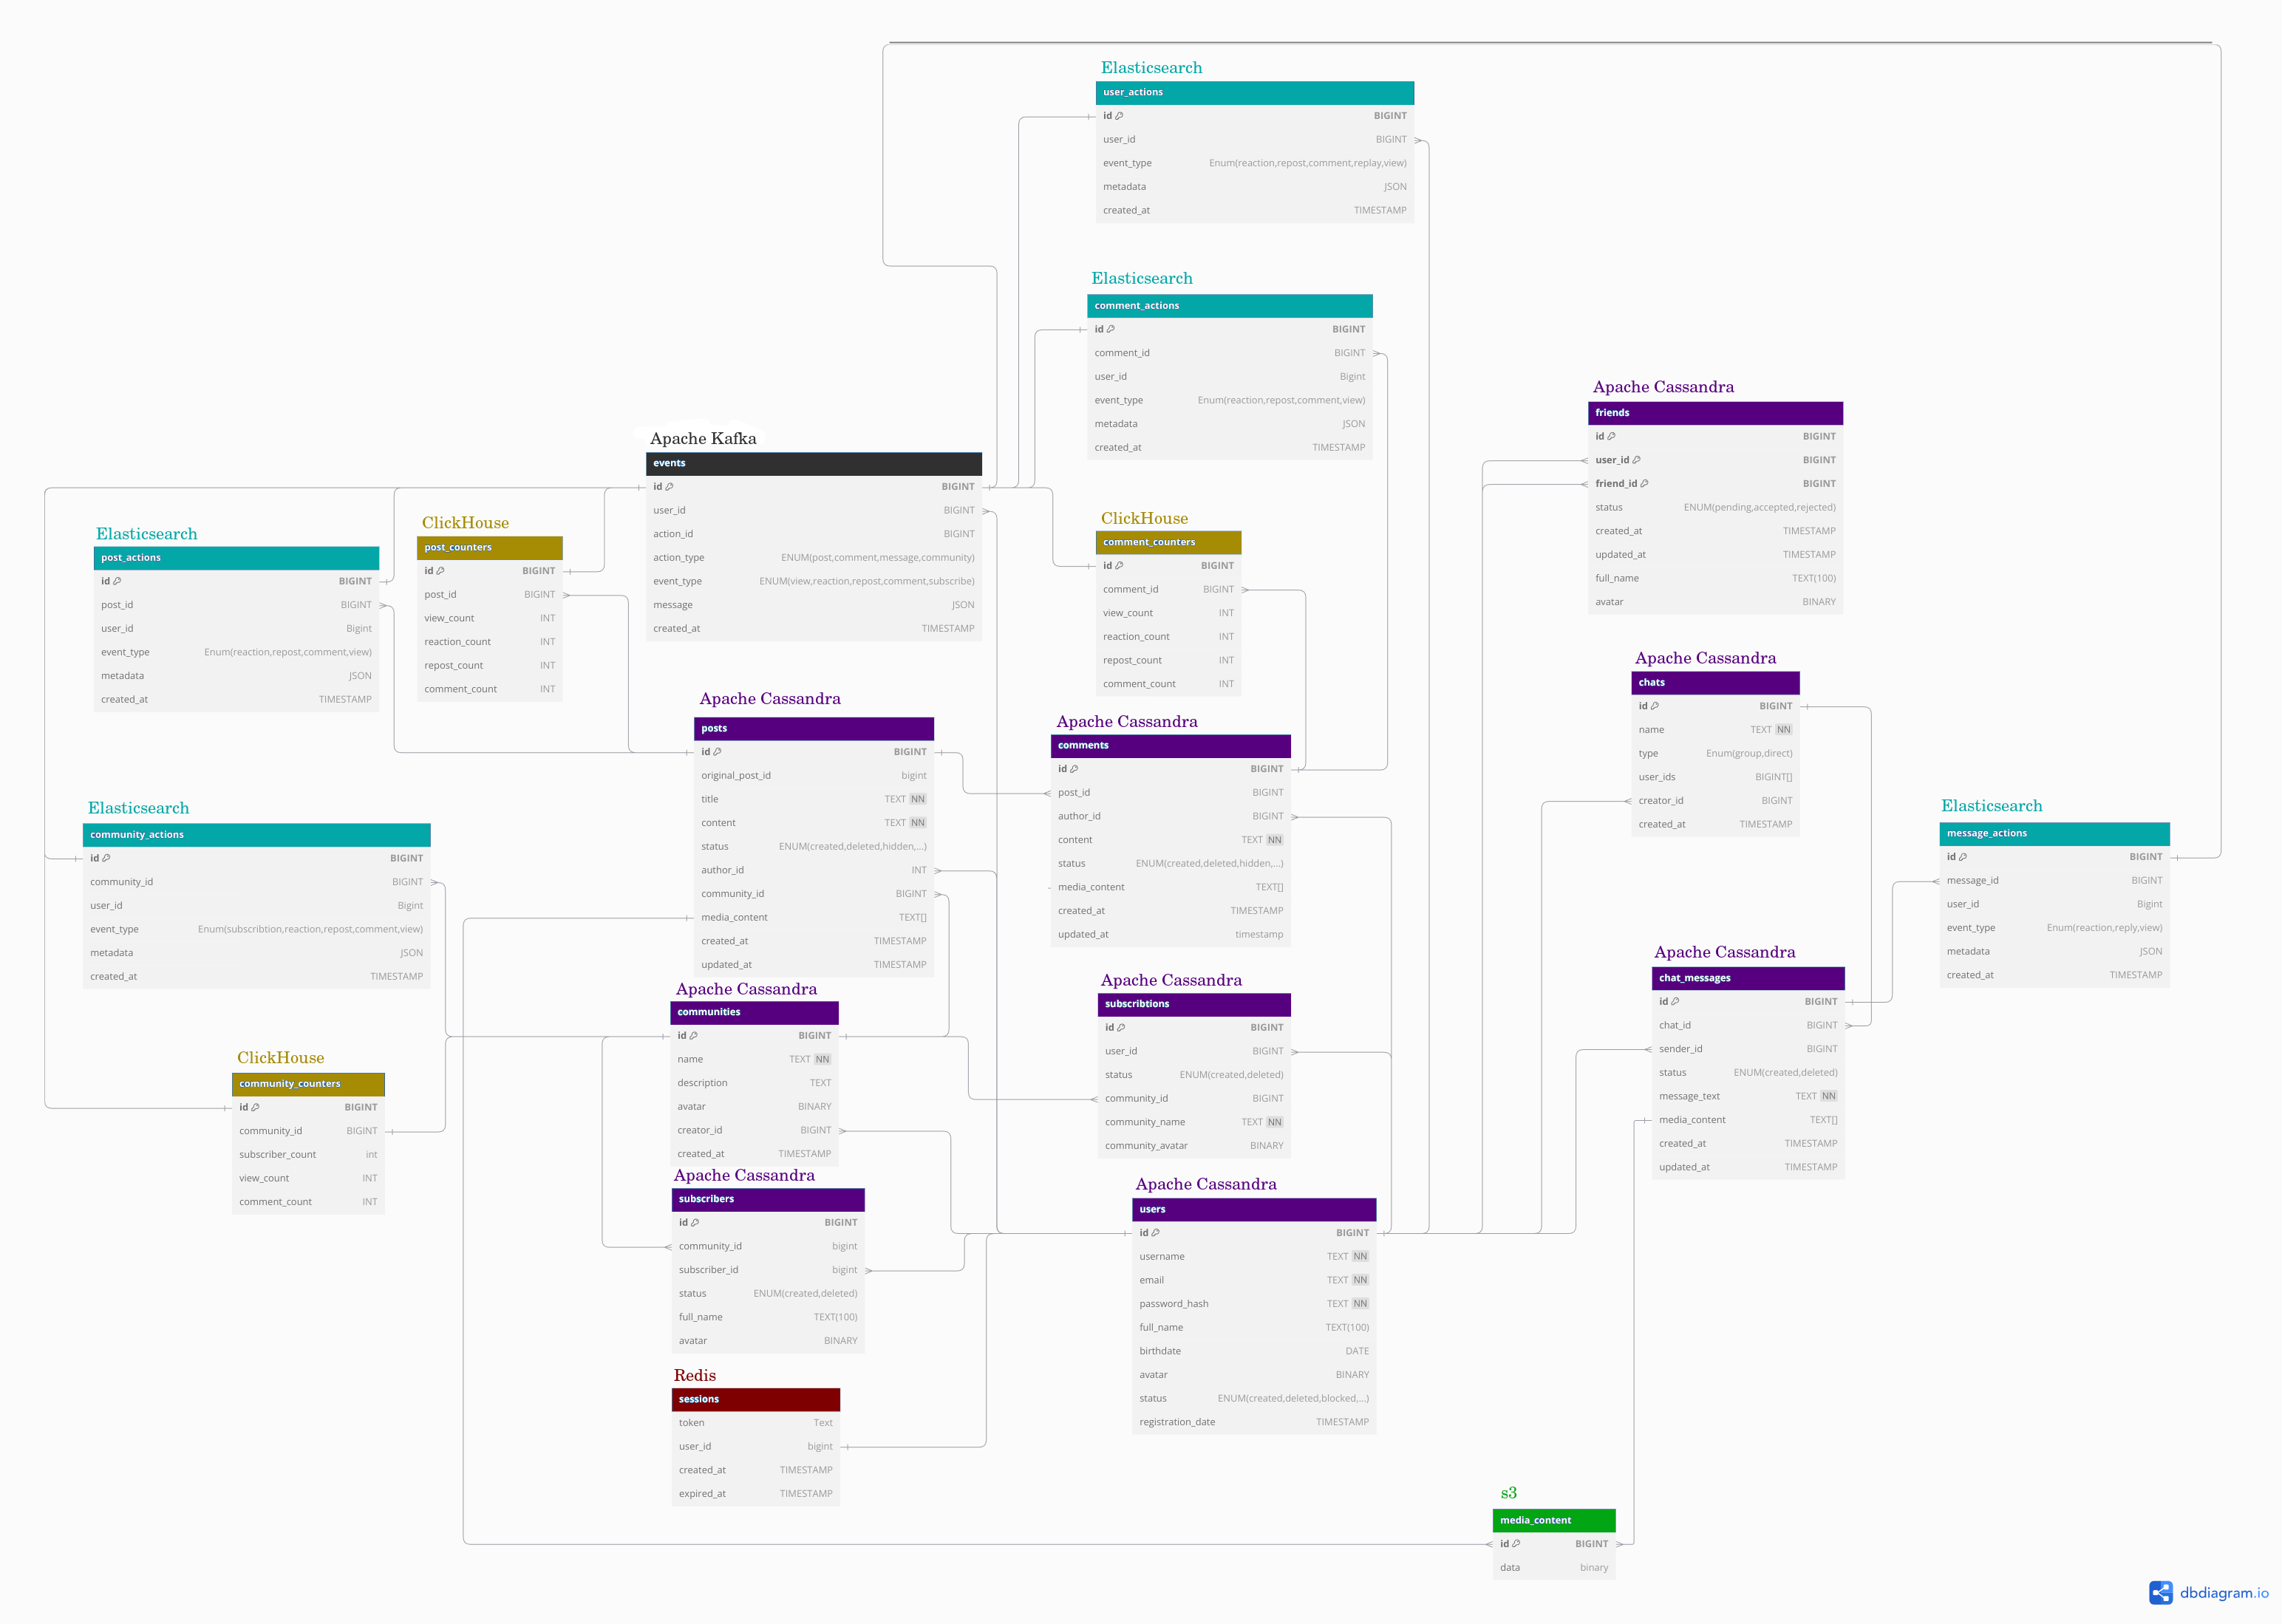 Elasticsearch
user_actions
id BIGINT
user_id BIGINT
event_type Enum(reaction,repost,comment,replay,view)
metadata JSON
created_at TIMESTAMP
Elasticsearch
comment_actions
id BIGINT
comment_id BIGINT
user_id Bigint
event_type Enum(reaction,repost,comment,view)
metadata JSON
created_at TIMESTAMP
Apache Cassandra
friends
id BIGINT
user_id BIGINT
friend_id BIGINT
status ENUM(pending,accepted,rejected)
created_at TIMESTAMP
updated_at TIMESTAMP
full_name TEXT(100)
avatar BINARY
Apache Kafka
events
id BIGINT
user_id BIGINT
action_id BIGINT
action_type ENUM(post,comment,message,community)
event_type ENUM(view,reaction,repost,comment,subscribe)
message JSON
created_at TIMESTAMP
Elasticsearch
post_actions
id BIGINT
post_id BIGINT
user_id Bigint
event_type Enum(reaction,repost,comment,view)
metadata JSON
created_at TIMESTAMP
ClickHouse
post_counters
id BIGINT
post_id BIGINT
view_count INT
reaction_count INT
repost_count INT
comment_count INT
ClickHouse
comment_counters
id BIGINT
comment_id BIGINT
view_count INT
reaction_count INT
repost_count INT
comment_count INT
Apache Cassandra
chats
id BIGINT
name TEXT NN
type Enum(group,direct)
user_ids BIGINT[]
creator_id BIGINT
created_at TIMESTAMP
Apache Cassandra
posts
id BIGINT
original_post_id bigint
title TEXT NN
content TEXT NN
status ENUM(created,deleted,hidden,...)
author_id INT
community_id BIGINT
media_content TEXT[]
created_at TIMESTAMP
updated_at TIMESTAMP
Apache Cassandra
comments
id BIGINT
post_id BIGINT
author_id BIGINT
content TEXT NN
status ENUM(created,deleted,hidden,...)
media_content TEXT[]
created_at TIMESTAMP
updated_at timestamp
Elasticsearch
community_actions
id BIGINT
community_id BIGINT
user_id Bigint
event_type Enum(subscribtion,reaction,repost,comment,view)
metadata JSON
created_at TIMESTAMP
Elasticsearch
message_actions
id BIGINT
message_id BIGINT
user_id Bigint
event_type Enum(reaction,reply,view)
metadata JSON
created_at TIMESTAMP
Apache Cassandra
chat_messages
id BIGINT
chat_id BIGINT
sender_id BIGINT
status ENUM(created,deleted)
message_text TEXT NN
media_content TEXT[]
created_at TIMESTAMP
updated_at TIMESTAMP
Apache Cassandra
communities
id BIGINT
name TEXT NN
description TEXT
avatar BINARY
creator_id BIGINT
created_at TIMESTAMP
Apache Cassandra
subscribtions
id BIGINT
user_id BIGINT
status ENUM(created,deleted)
community_id BIGINT
community_name TEXT NN
community_avatar BINARY
ClickHouse
community_counters
id BIGINT
community_id BIGINT
subscriber_count int
view_count INT
comment_count INT
Apache Cassandra
subscribers
id BIGINT
community_id bigint
subscriber_id bigint
status ENUM(created,deleted)
full_name TEXT(100)
avatar BINARY
Apache Cassandra
users
id BIGINT
username TEXT NN
email TEXT NN
password_hash TEXT NN
full_name TEXT(100)
birthdate DATE
avatar BINARY
status ENUM(created,deleted,blocked,...)
registration_date TIMESTAMP
Redis
sessions
token Text
user_id bigint
created_at TIMESTAMP
expired_at TIMESTAMP
s3
media_content
id BIGINT
data binary
dbdiagram.io